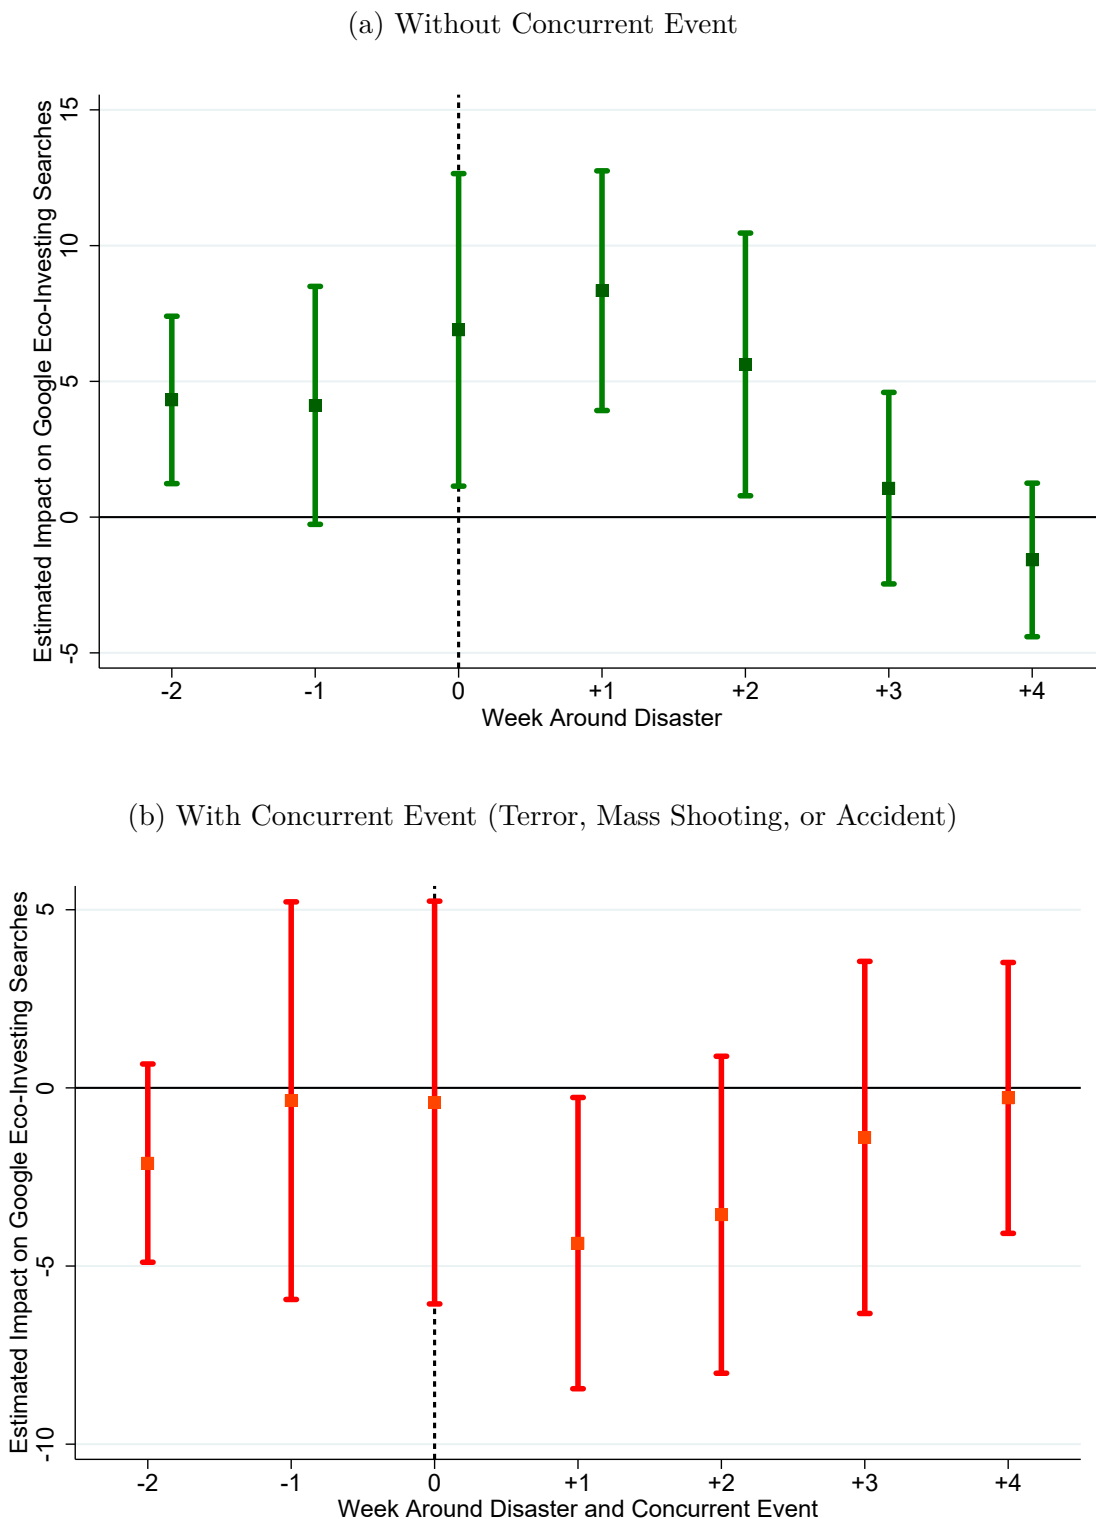 (a) Without Concurrent Event
Estimated Impact on Google Eco-Investing Searches
15
10
5
0
-5
-2 -1 0 +1 +2 +3 +4
Week Around Disaster
(b) With Concurrent Event (Terror, Mass Shooting, or Accident)
Estimated Impact on Google Eco-Investing Searches
5
0
-5
-10
-2 -1 0 +1 +2 +3 +4
Week Around Disaster and Concurrent Event